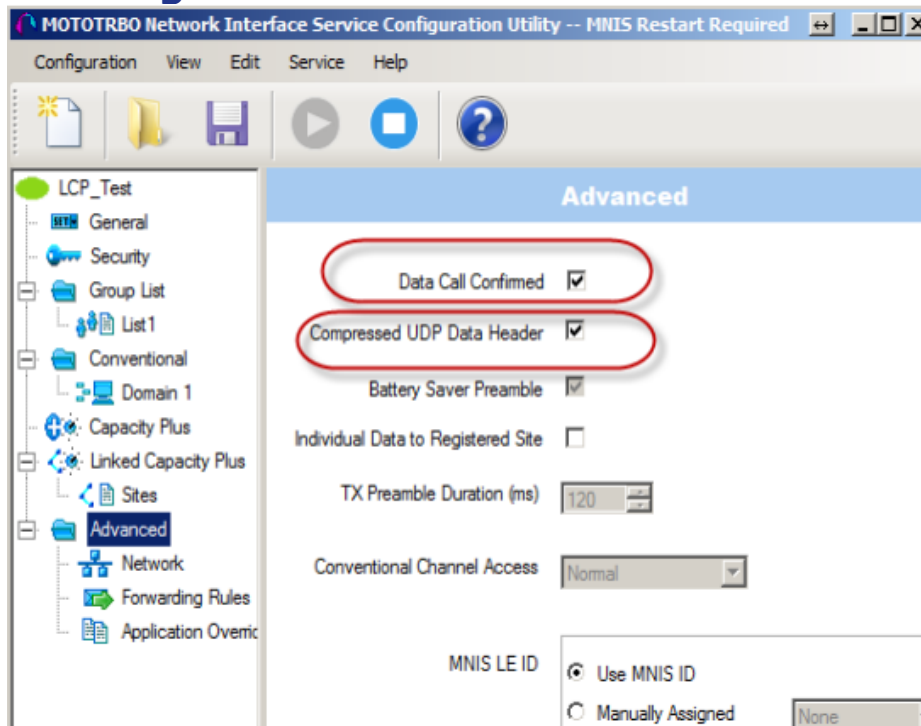 MOTOTRBO Network Interface Service Configuration Utility -- MNIS Restart Required
Configuration View Edit Service Help
LCP_Test
General
Security
Group List
List1
Conventional
Domain 1
Capacity Plus
Linked Capacity Plus
Sites
Advanced
Network
Forwarding Rules
Application Overric
Advanced
Data Call Confirmed
Compressed UDP Data Header
Battery Saver Preamble
Individual Data to Registered Site
TX Preamble Duration (ms) 120
Conventional Channel Access Normal
MNIS LE ID
Use MNIS ID
Manually Assigned None